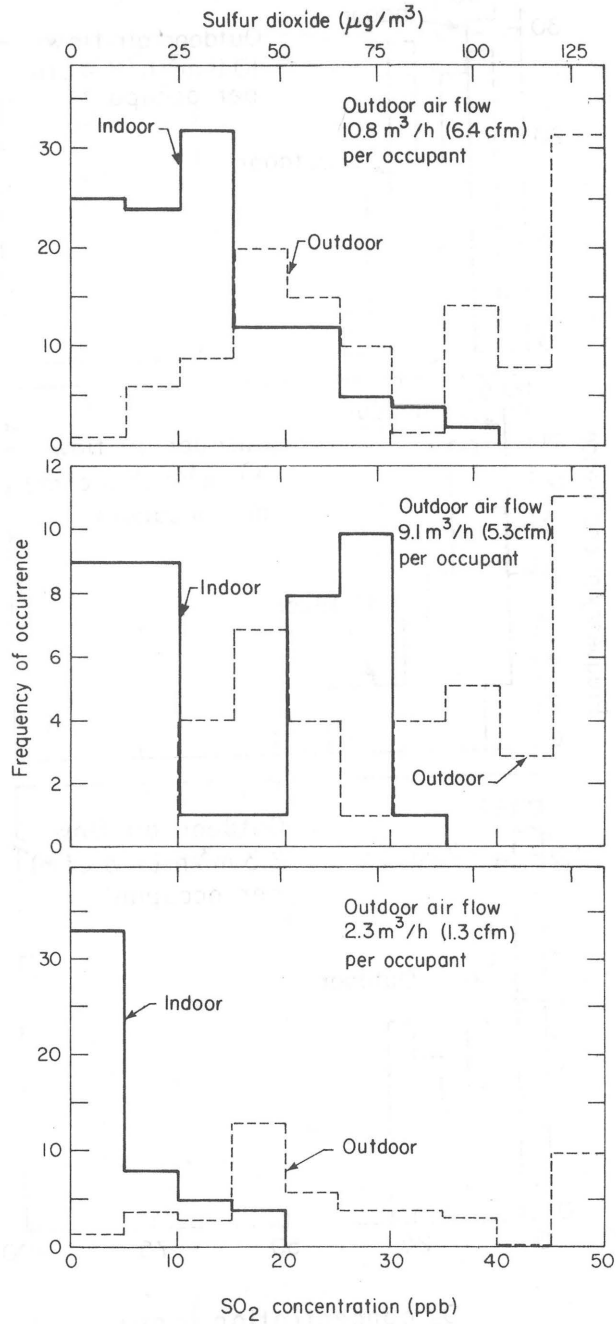 Sulfur dioxide (μg/m³)
0 25 50 75 100 125
Outdoor air flow
10.8 m³/h (6.4 cfm)
per occupant
Indoor
Outdoor
30
20
10
0
Outdoor air flow
9.1 m³/h (5.3cfm)
per occupant
Indoor
Outdoor
12
10
8
6
4
2
0
Frequency of occurrence
Outdoor air flow
2.3 m³/h (1.3 cfm)
per occupant
Indoor
Outdoor
30
20
10
0
0 10 20 30 40 50
SO₂ concentration (ppb)